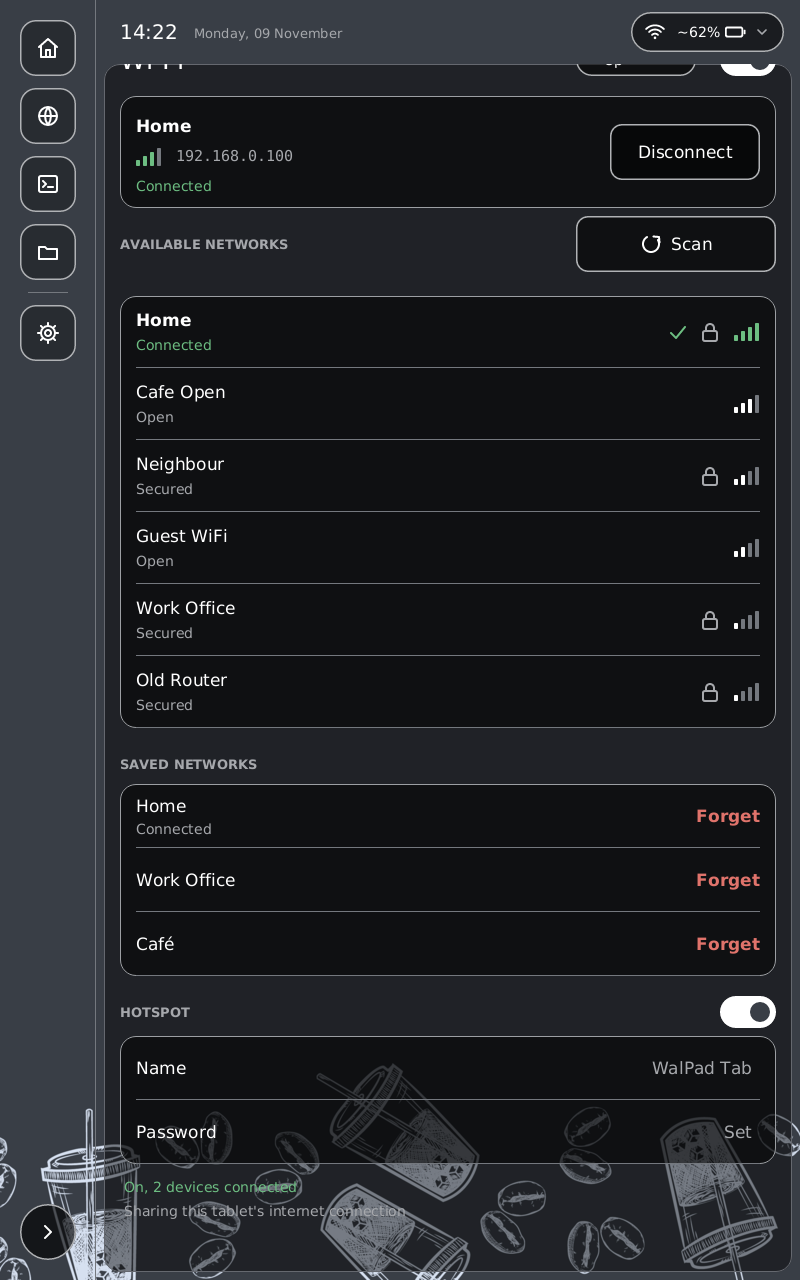 14:22 Monday, 09 November ~62%
Home
192.168.0.100
Disconnect
Connected
AVAILABLE NETWORKS
Scan
Home
Connected
Cafe Open
Open
Neighbour
Secured
Guest WiFi
Open
Work Office
Secured
Old Router
Secured
SAVED NETWORKS
Home
Connected
Forget
Work Office
Forget
Café
Forget
HOTSPOT
Name
WalPad Tab
Password
Set
On, 2 devices connected
Sharing this tablet's internet connection